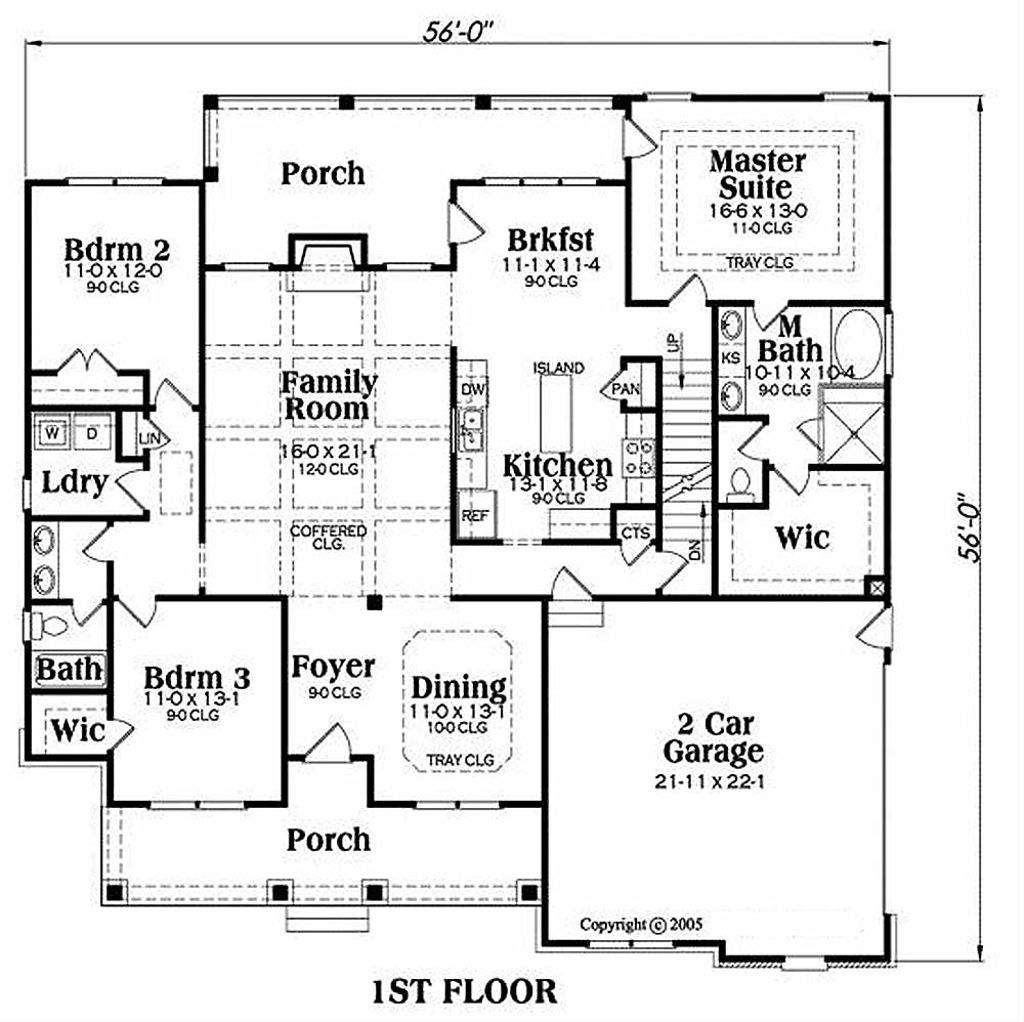 56'-0"
Porch
Master
Suite
16-6 x 13-0
11-0 CLG
TRAY CLG
Bdrm 2
11-0 x 12-0
9-0 CLG
Brkfst
11-1 x 11-4
9-0 CLG
UP
M
Bath
10-11 x 10-4
9-0 CLG
KS
Family
Room
16-0 x 21-1
12-0 CLG
COFFERED
CLG.
ISLAND
DW
PAN
Kitchen
13-1 x 11-8
9-0 CLG
REF
CTS
DN
W
D
LIN
Ldry
Wic
56'-0"
Bath
Wic
Bdrm 3
11-0 x 13-1
9-0 CLG
Foyer
9-0 CLG
Dining
11-0 x 13-1
10-0 CLG
TRAY CLG
2 Car
Garage
21-11 x 22-1
Porch
Copyright © 2005
1ST FLOOR